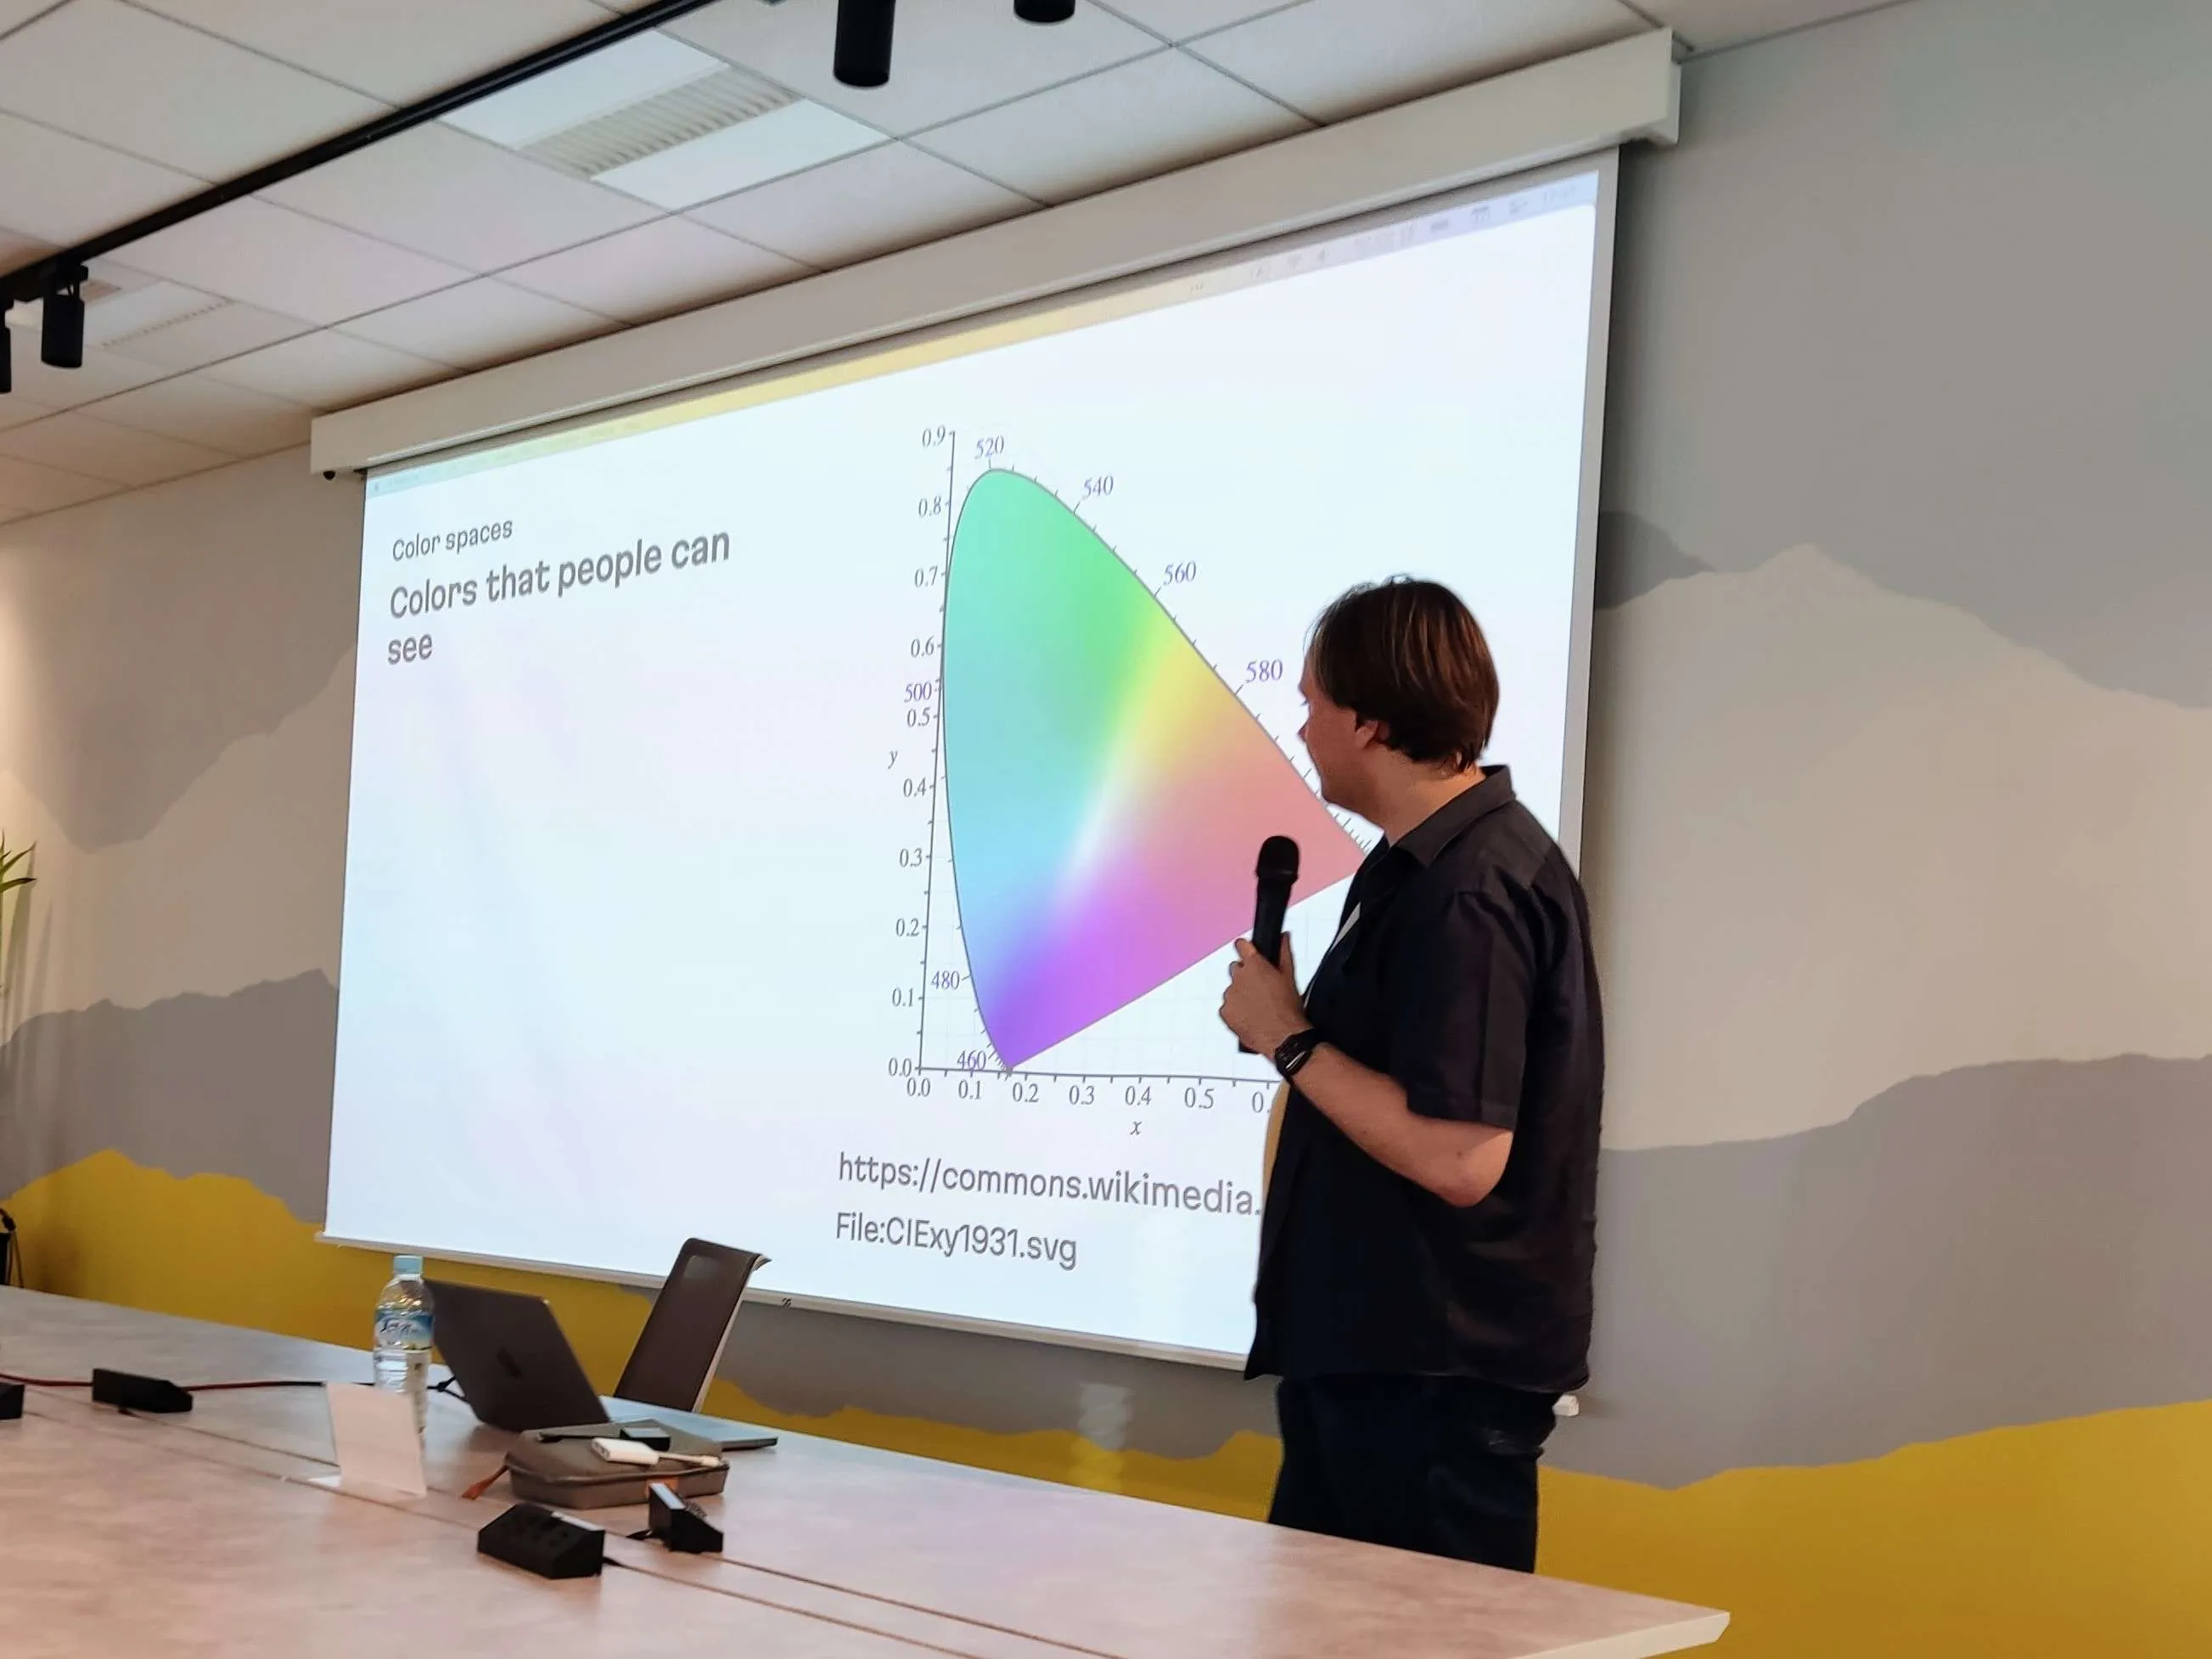 Color spaces
Colors that people can
see
0.9
520
540
0.8
560
0.7
580
0.6
500
0.5
y
0.4
0.3
0.2
480
0.1
460
0.0
0.0 0.1 0.2 0.3 0.4 0.5 0.
x
https://commons.wikimedia.
File:CIExy1931.svg